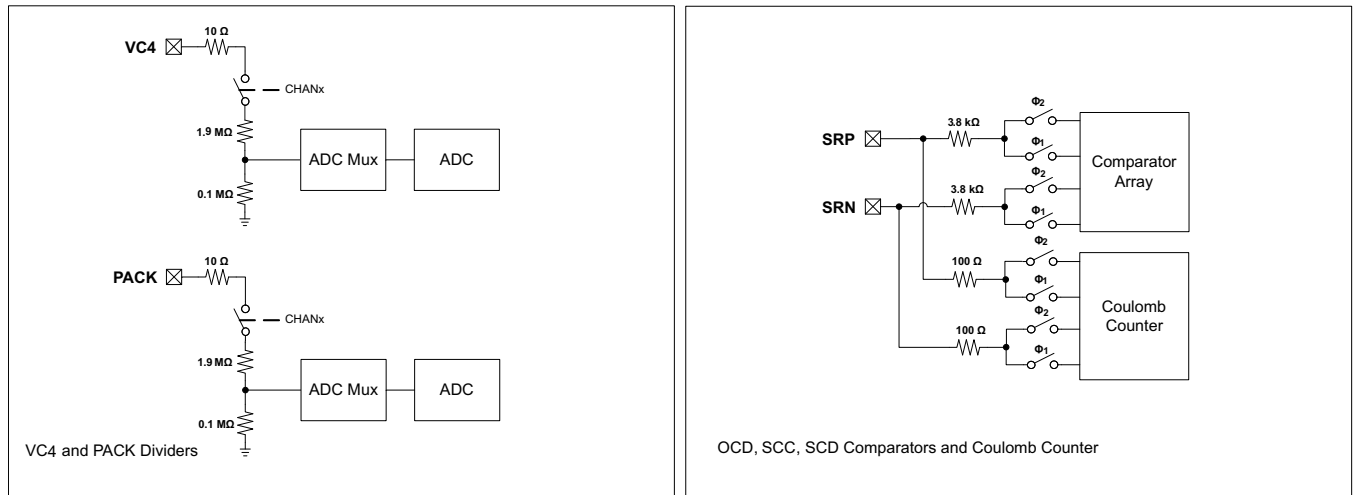 VC4
10 Ω
CHANx
1.9 MΩ
ADC Mux
ADC
0.1 MΩ
PACK
10 Ω
CHANx
1.9 MΩ
ADC Mux
ADC
0.1 MΩ
VC4 and PACK Dividers
SRP
3.8 kΩ
Φ2
Φ1
SRN
3.8 kΩ
Φ2
Φ1
Comparator
Array
100 Ω
Φ2
Φ1
100 Ω
Φ2
Φ1
Coulomb
Counter
OCD, SCC, SCD Comparators and Coulomb Counter